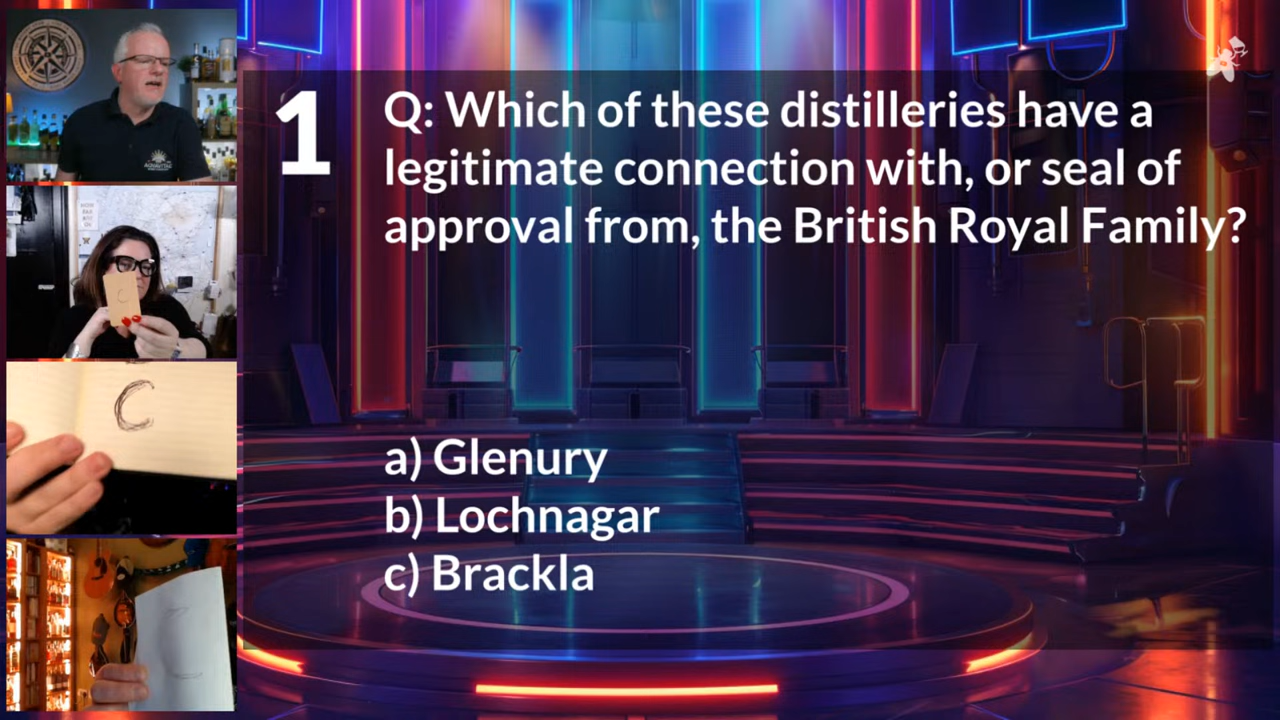 1
Q: Which of these distilleries have a
legitimate connection with, or seal of
approval from, the British Royal Family?
a) Glenury
b) Lochnagar
c) Brackla
C
C